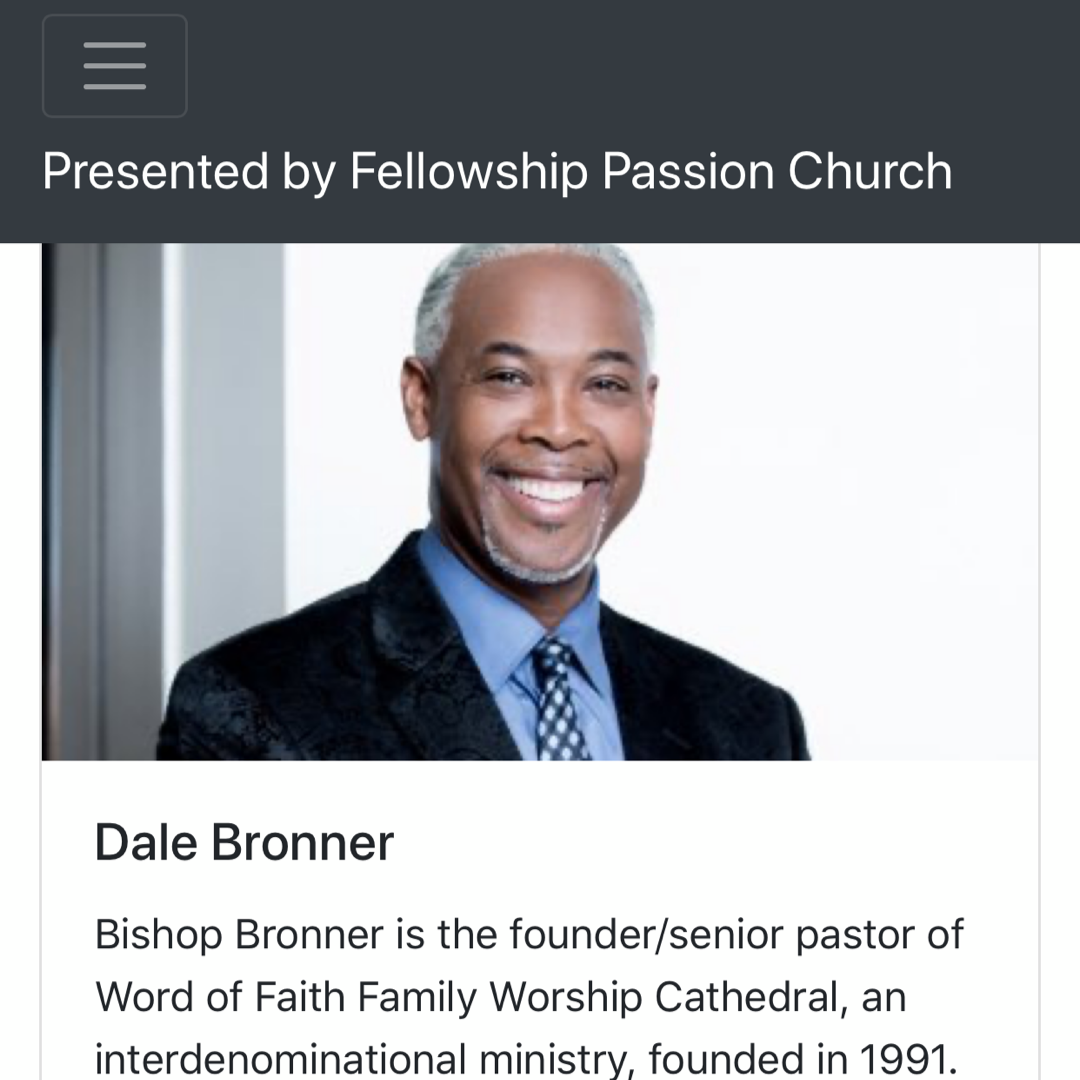 Presented by Fellowship Passion Church
Dale Bronner
Bishop Bronner is the founder/senior pastor of
Word of Faith Family Worship Cathedral, an
interdenominational ministry, founded in 1991.